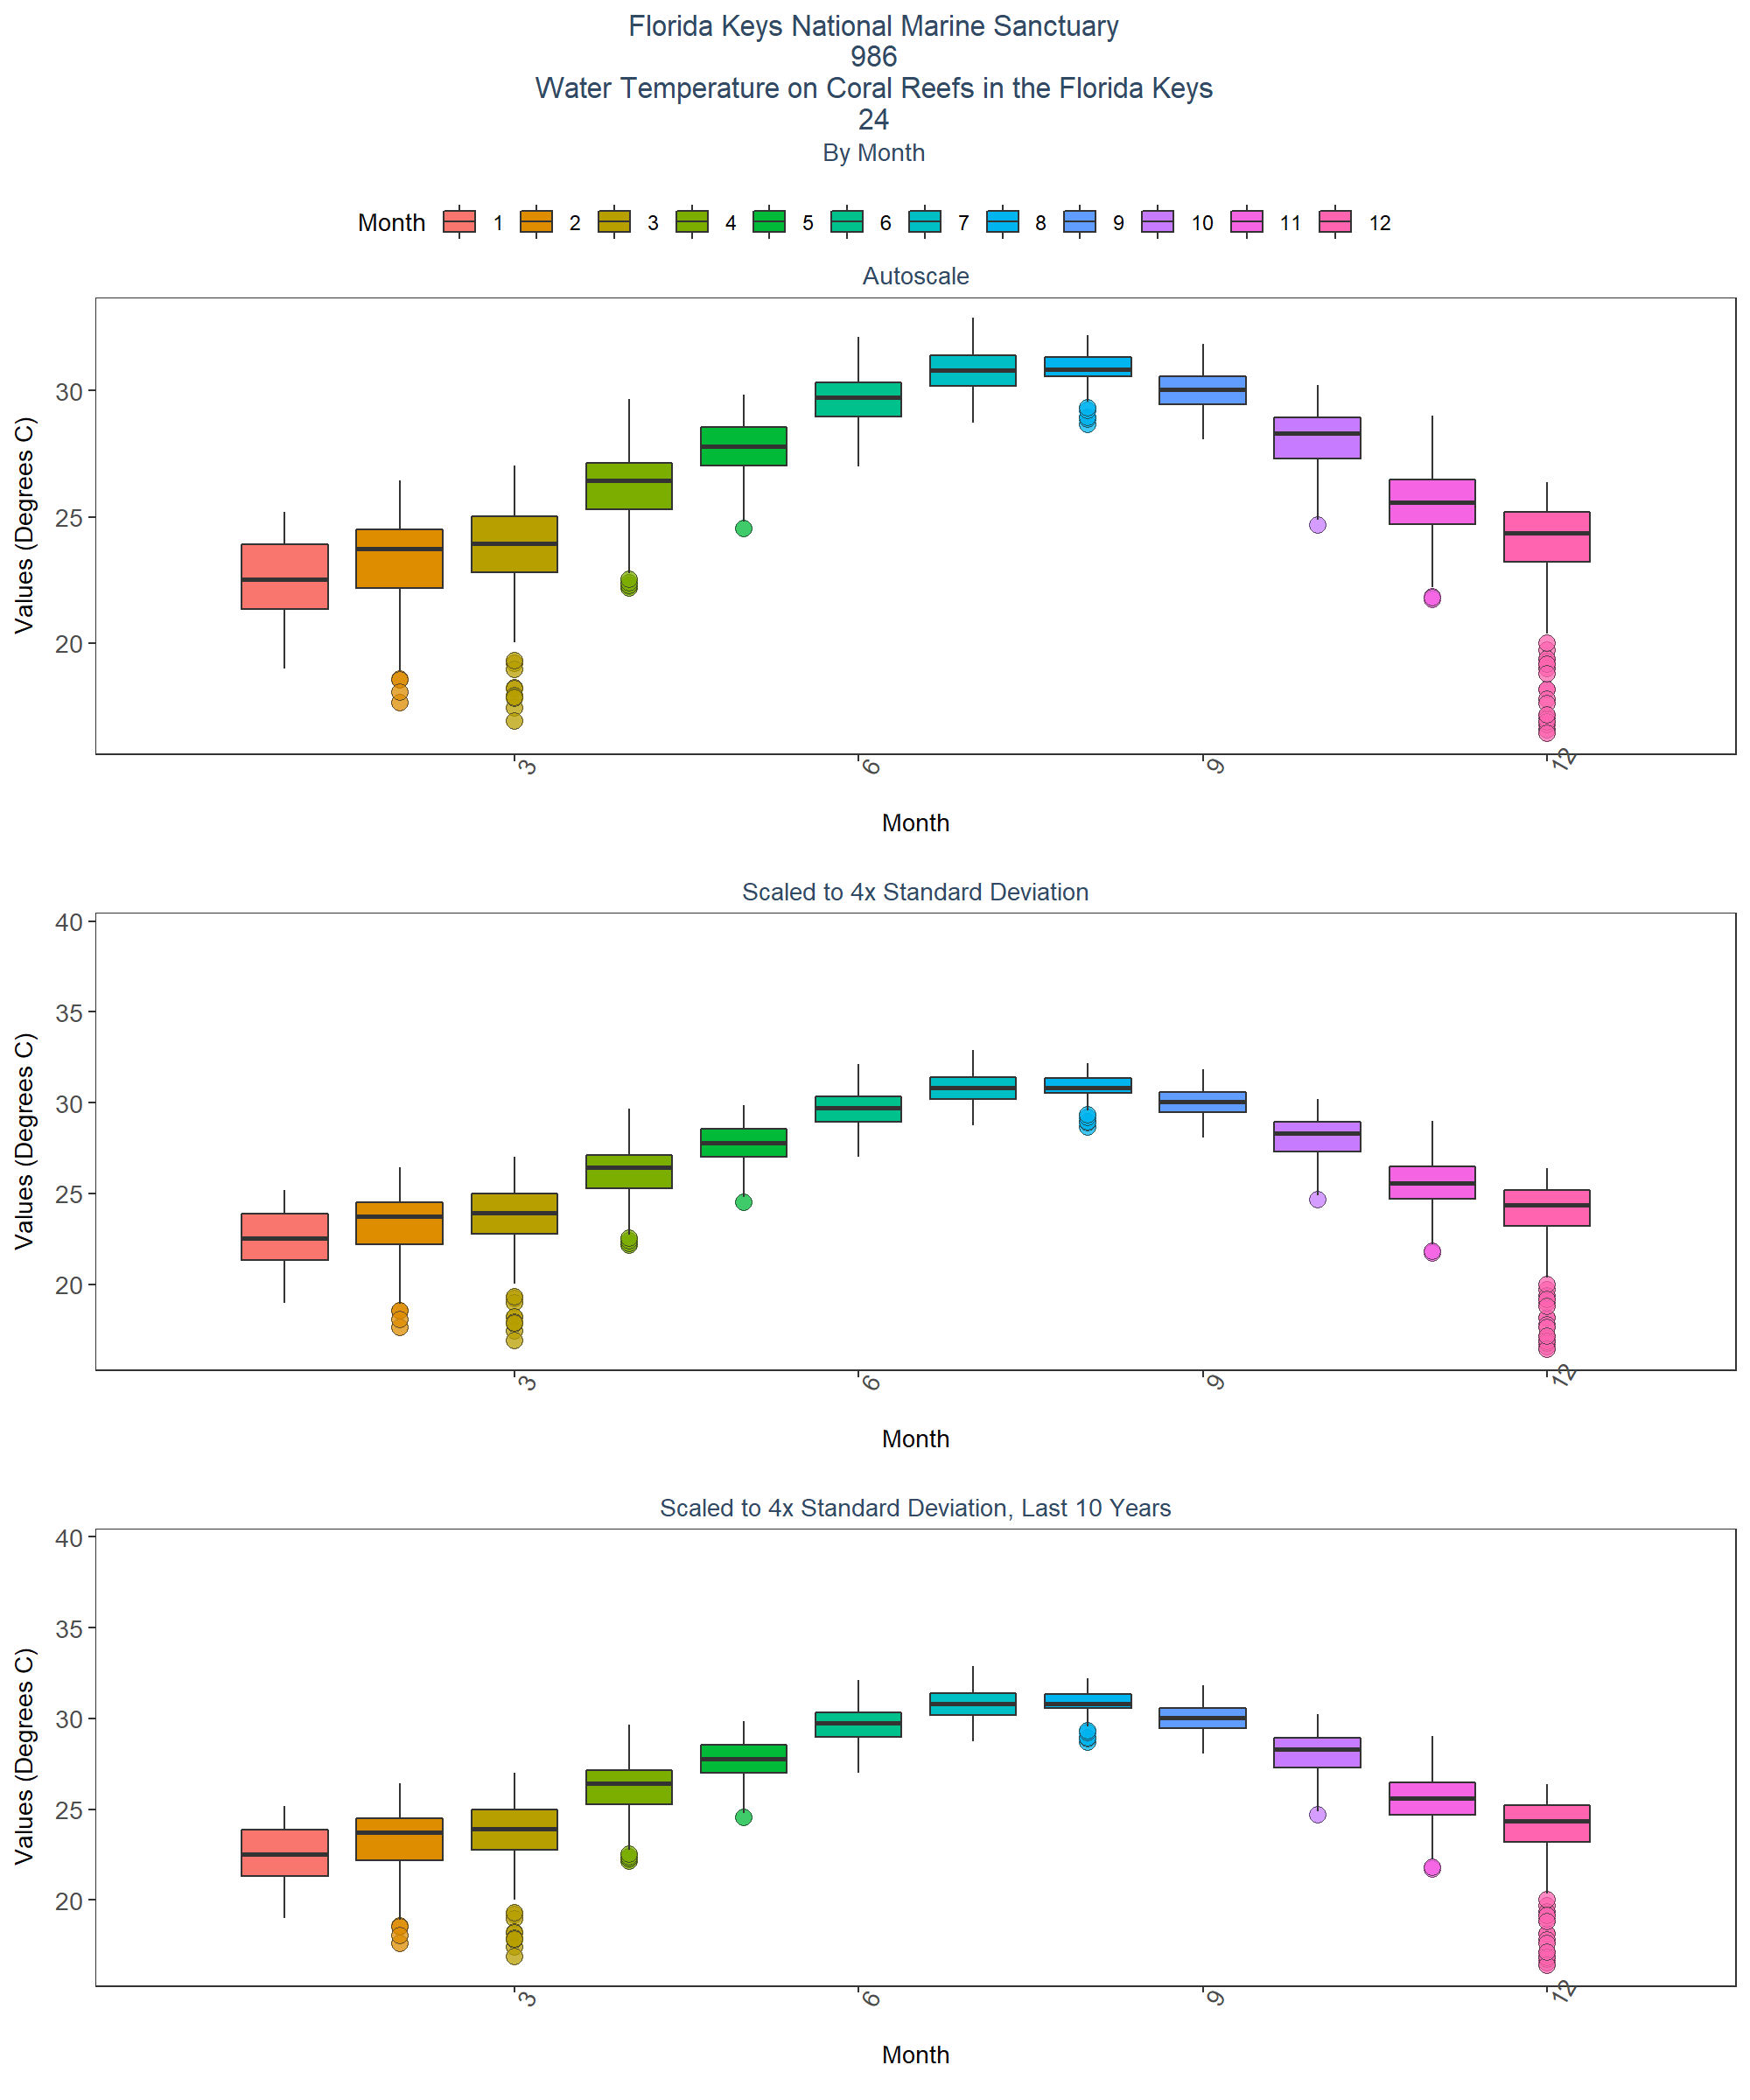 Florida Keys National Marine Sanctuary
986
Water Temperature on Coral Reefs in the Florida Keys
24
By Month
Month 1 2 3 4 5 6 7 8 9 10 11 12
Autoscale
Values (Degrees C)
30
25
20
3 6 9 12
Month
Scaled to 4x Standard Deviation
Values (Degrees C)
40
35
30
25
20
3 6 9 12
Month
Scaled to 4x Standard Deviation, Last 10 Years
Values (Degrees C)
40
35
30
25
20
3 6 9 12
Month